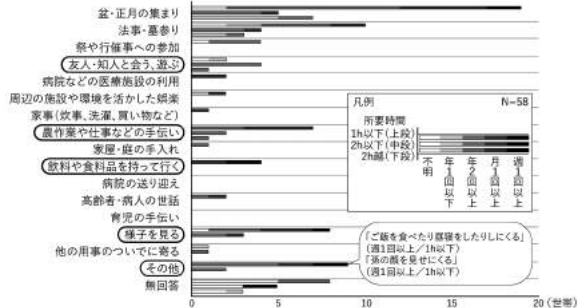 盆・正月の集まり
法事・墓参り
祭や行催事への参加
友人・知人と会う、遊ぶ
病院などの医療施設の利用
周辺の施設や環境を活かした娯楽
家事(炊事、洗濯、買い物など)
農作業や仕事などの手伝い
家屋・庭の手入れ
飲料や食料品を持って行く
病院の送り迎え
高齢者・病人の世話
育児の手伝い
様子を見る
他の用事のついでに寄る
その他
無回答
凡例 N=58
所要時間
1h以下(上段)
2h以下(中段)
2h越(下段)
不明
年1回以下
年2回以上
月1回以上
週1回以上
「ご飯を食べたり昼寝をしたりしにくる」
(週1回以上/1h以下)
「孫の顔を見せにくる」
(週1回以上/1h以下)
0 5 10 15 20 (世帯)